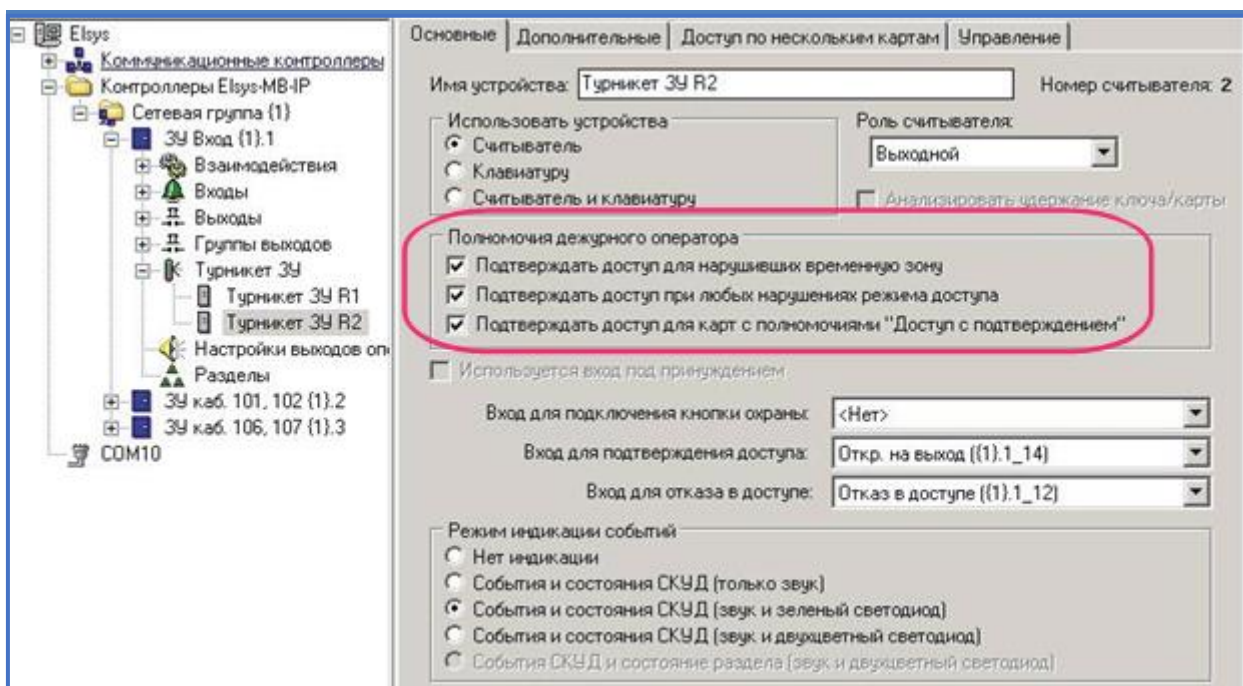 Elsys
Коммуникационные контроллеры
Контроллеры Elsys-MB-IP
Сетевая группа {1}
ЗУ Вход {1}.1
Взаимодействия
Входы
Выходы
Группы выходов
Турникет ЗУ
Турникет ЗУ R1
Турникет ЗУ R2
Настройки выходов оп
Разделы
ЗУ каб. 101, 102 {1}.2
ЗУ каб. 106, 107 {1}.3
COM10
Основные Дополнительные Доступ по нескольким картам Управление
Имя устройства: Турникет ЗУ R2 Номер считывателя: 2
Использовать устройства
Считыватель
Клавиатуру
Считыватель и клавиатуру
Роль считывателя:
Выходной
Анализировать удержание ключа/карты
Полномочия дежурного оператора
Подтверждать доступ для нарушивших временную зону
Подтверждать доступ при любых нарушениях режима доступа
Подтверждать доступ для карт с полномочиями "Доступ с подтверждением"
Используется вход под принуждением
Вход для подключения кнопки охраны: <Нет>
Вход для подтверждения доступа: Откр. на выход ({1}.1_14)
Вход для отказа в доступе: Отказ в доступе ({1}.1_12)
Режим индикации событий
Нет индикации
События и состояния СКУД (только звук)
События и состояния СКУД (звук и зеленый светодиод)
События и состояния СКУД (звук и двухцветный светодиод)
События СКУД и состояние раздела (звук и двухцветный светодиод)